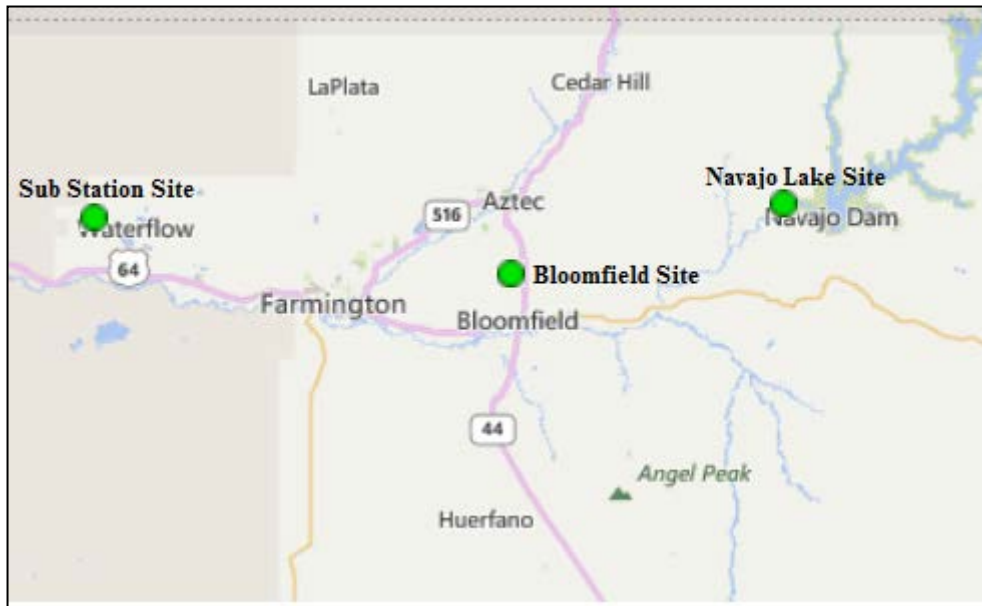 LaPlata
Cedar Hill
Sub Station Site
Navajo Lake Site
Waterflow
516
Aztec
Navajo Dam
64
Bloomfield Site
Farmington
Bloomfield
44
Angel Peak
Huerfano